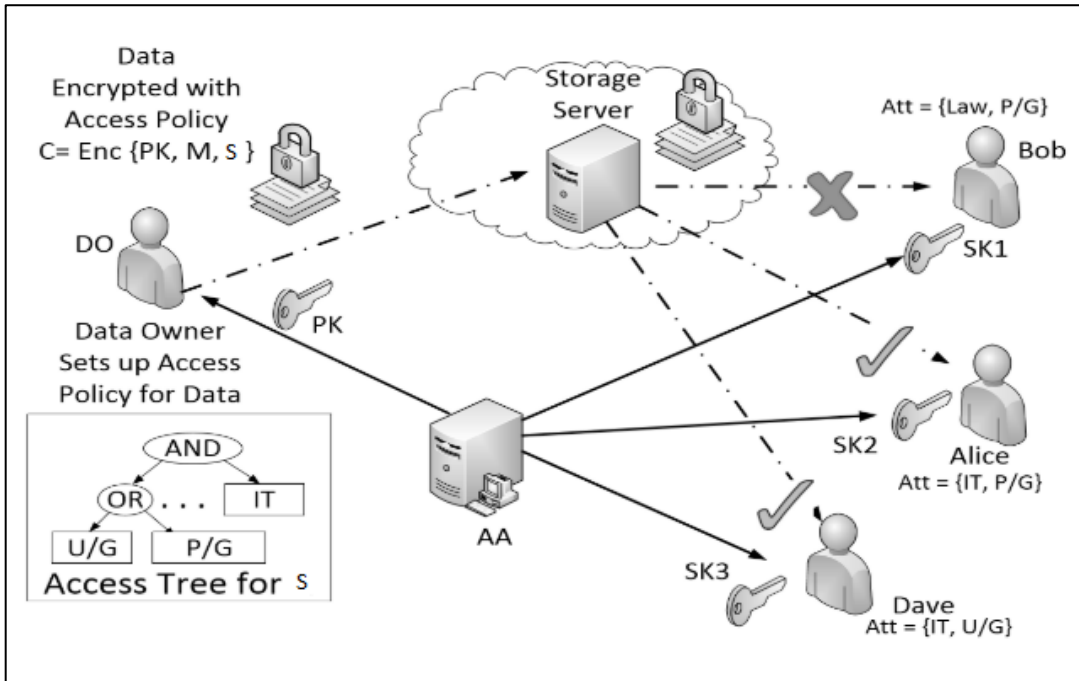 Data
Encrypted with
Access Policy
C= Enc {PK, M, S }
Storage
Server
Att = {Law, P/G}
Bob
SK1
DO
PK
Data Owner
Sets up Access
Policy for Data
AND
OR
. . .
IT
U/G
P/G
Access Tree for S
AA
SK2
Alice
Att = {IT, P/G}
SK3
Dave
Att = {IT, U/G}